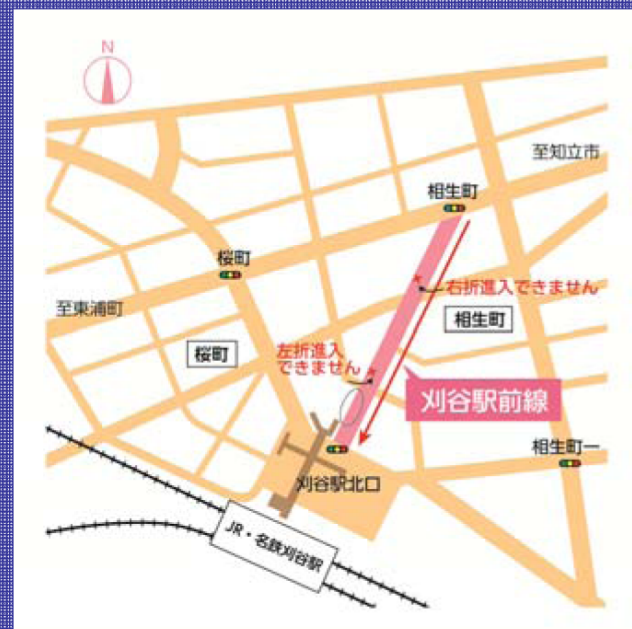 N
至知立市
相生町
桜町
右折進入できません
至東浦町
相生町
桜町
左折進入
できません
刈谷駅前線
相生町一
刈谷駅北口
JR・名鉄刈谷駅